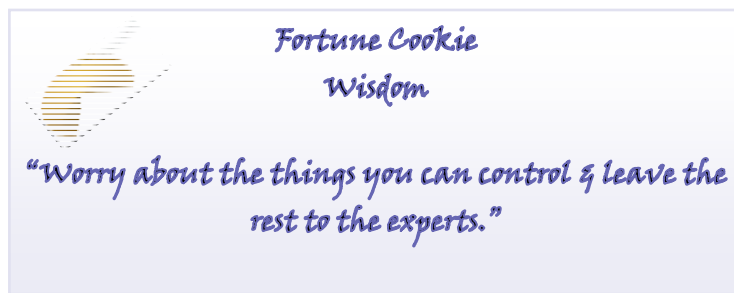 Fortune Cookie
Wisdom
“Worry about the things you can control & leave the
rest to the experts.”